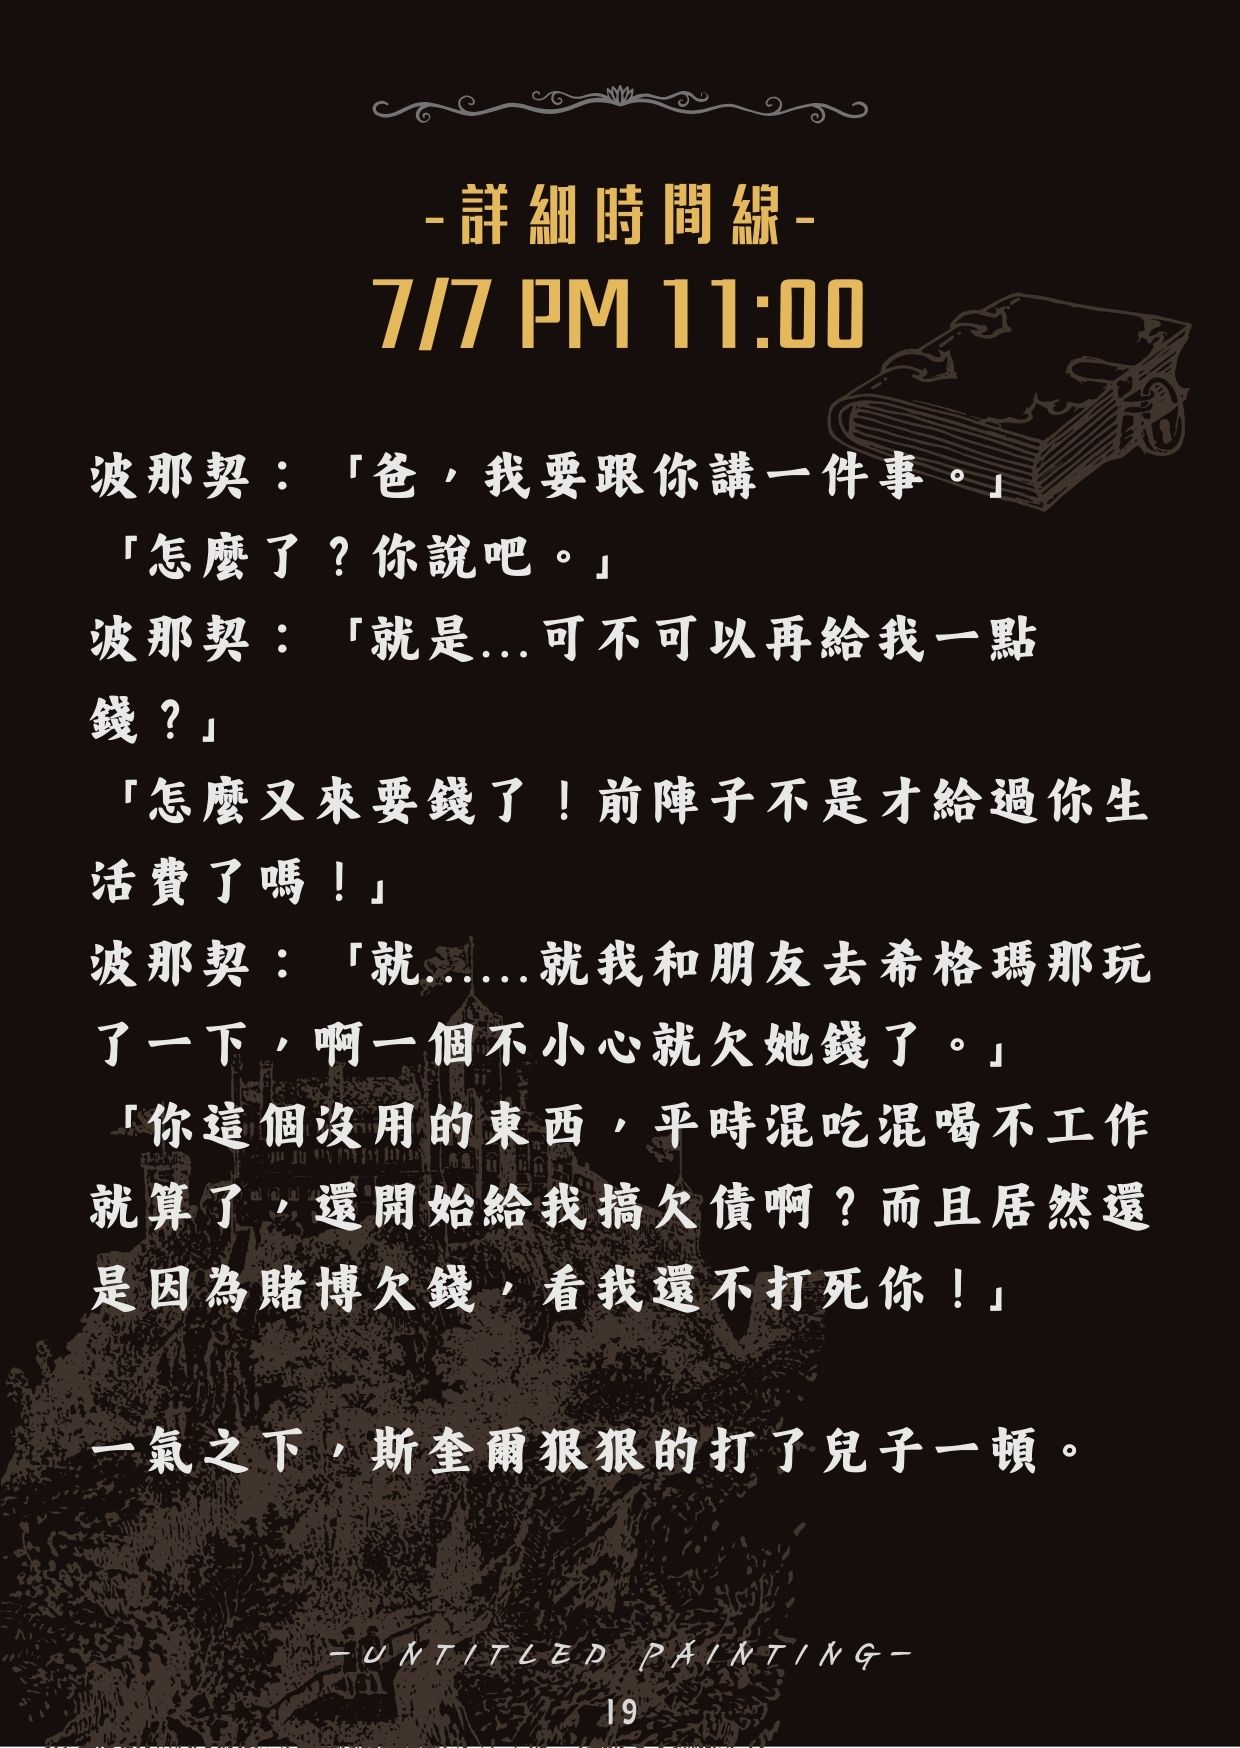 -詳細時間線-
7/7 PM 11:00
波那契：「爸，我要跟你講一件事。」
「怎麼了？你說吧。」
波那契：「就是...可不可以再給我一點
錢？」
「怎麼又來要錢了！前陣子不是才給過你生
活費了嗎！」
波那契：「就......就我和朋友去希格瑪那玩
了一下，啊一個不小心就欠她錢了。」
「你這個沒用的東西，平時混吃混喝不工作
就算了，還開始給我搞欠債啊？而且居然還
是因為賭博欠錢，看我還不打死你！」
一氣之下，斯奎爾狠狠的打了兒子一頓。
-UNTITLED PAINTING-
19